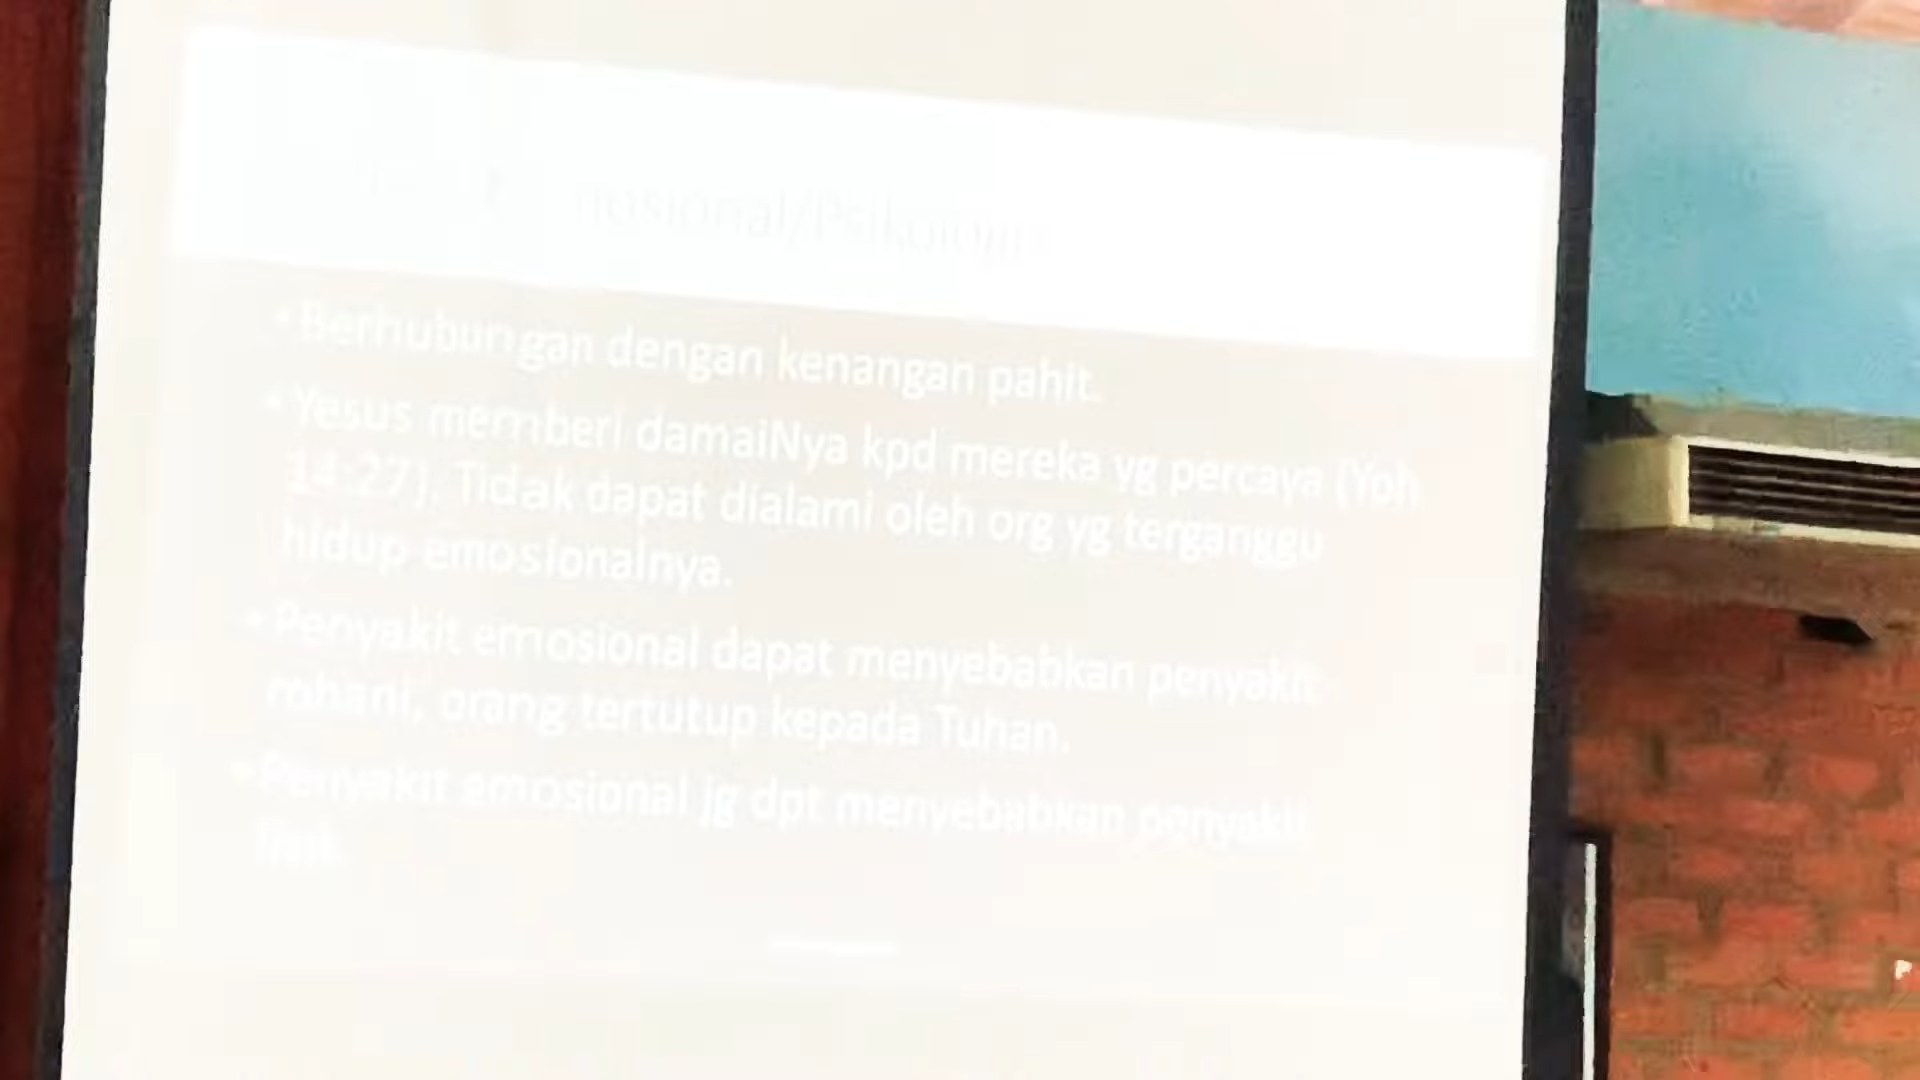 • Berhubungan dengan kenangan pahit.
• Yesus memberi damaiNya kpd mereka yg percaya (Yoh
14:27). Tidak dapat dialami oleh org yg terganggu
hidup emosionalnya.
• Penyakit emosional dapat menyebabkan penyakit
rohani, orang tertutup kepada Tuhan.
• Penyakit emosional jg dpt menyebabkan penyakit
fisik.